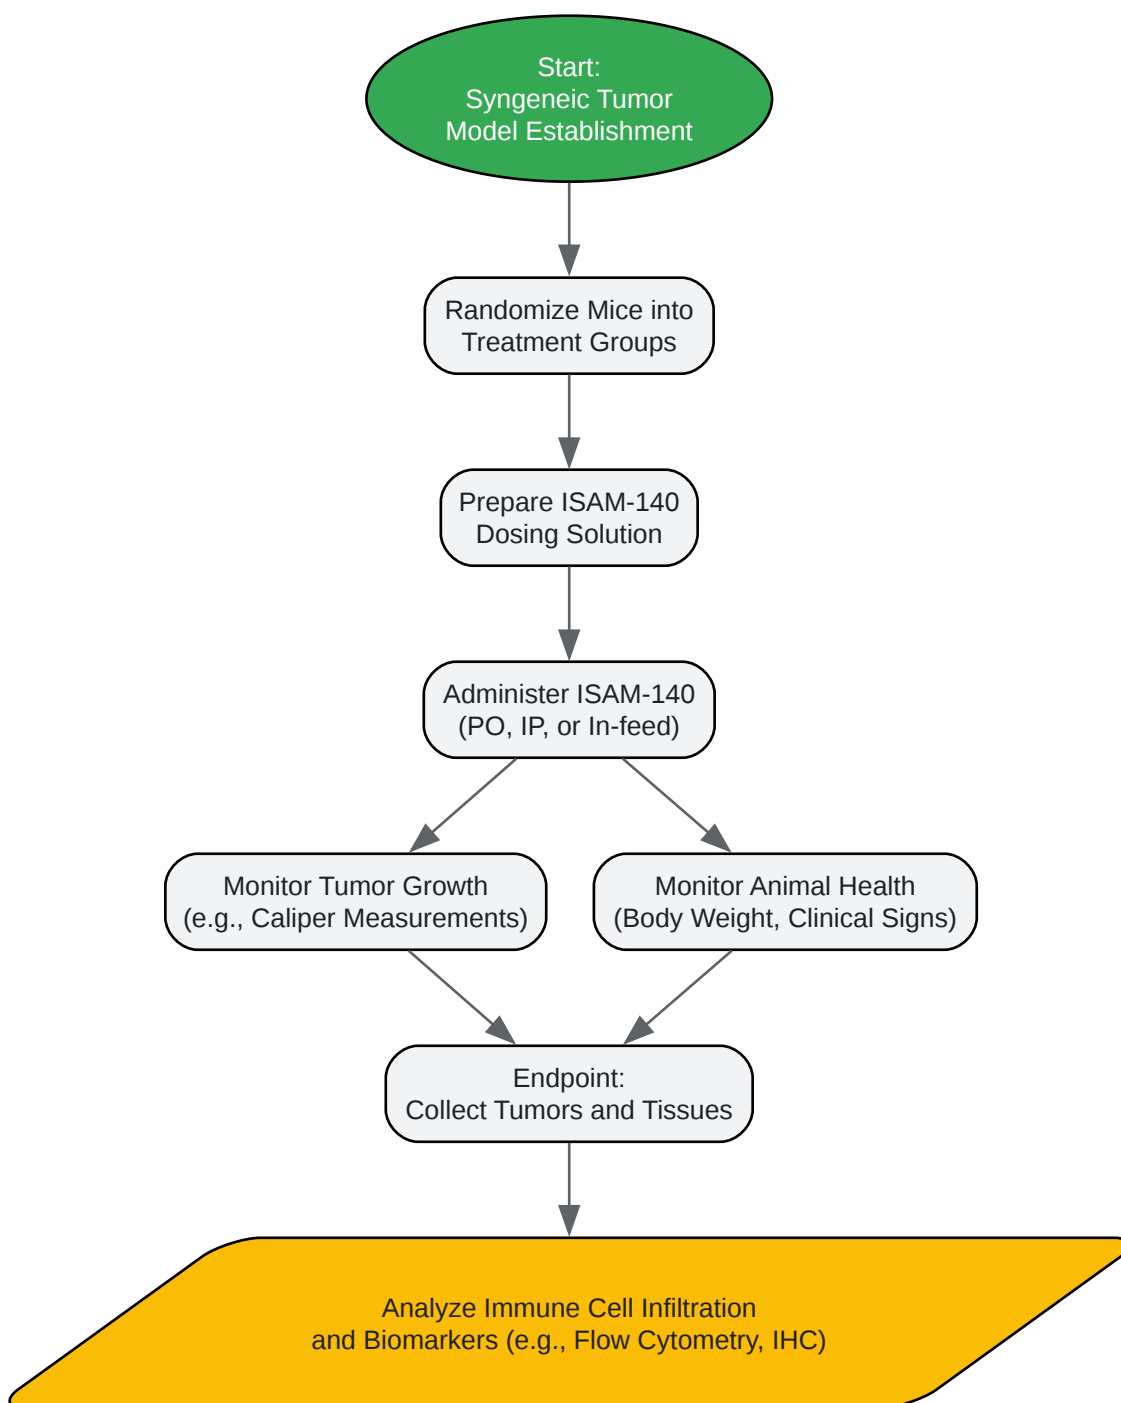 Start:
Syngeneic Tumor
Model Establishment
Randomize Mice into
Treatment Groups
Prepare ISAM-140
Dosing Solution
Administer ISAM-140
(PO, IP, or In-feed)
Monitor Tumor Growth
(e.g., Caliper Measurements)
Monitor Animal Health
(Body Weight, Clinical Signs)
Endpoint:
Collect Tumors and Tissues
Analyze Immune Cell Infiltration
and Biomarkers (e.g., Flow Cytometry, IHC)